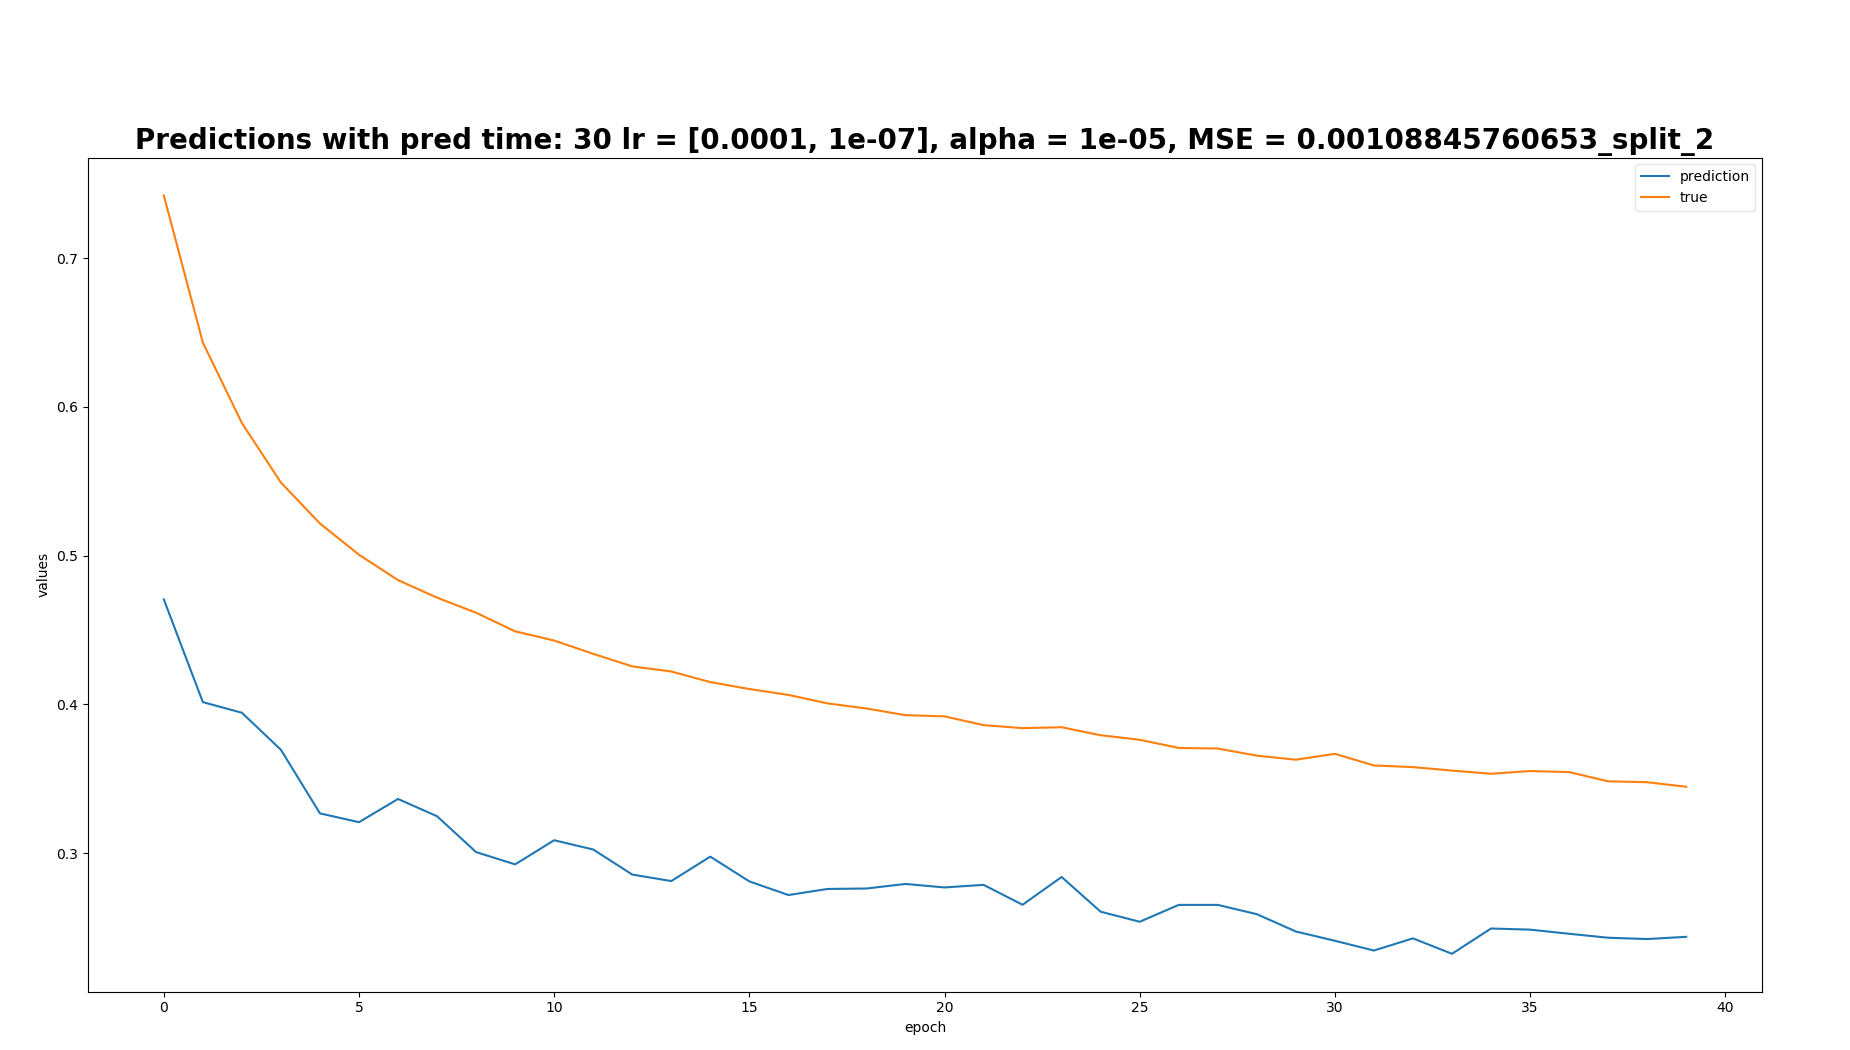 Predictions with pred time: 30 lr = [0.0001, 1e-07], alpha = 1e-05, MSE = 0.00108845760653_split_2
prediction
true
0.7
0.6
0.5
0.4
0.3
values
0 5 10 15 20 25 30 35 40
epoch